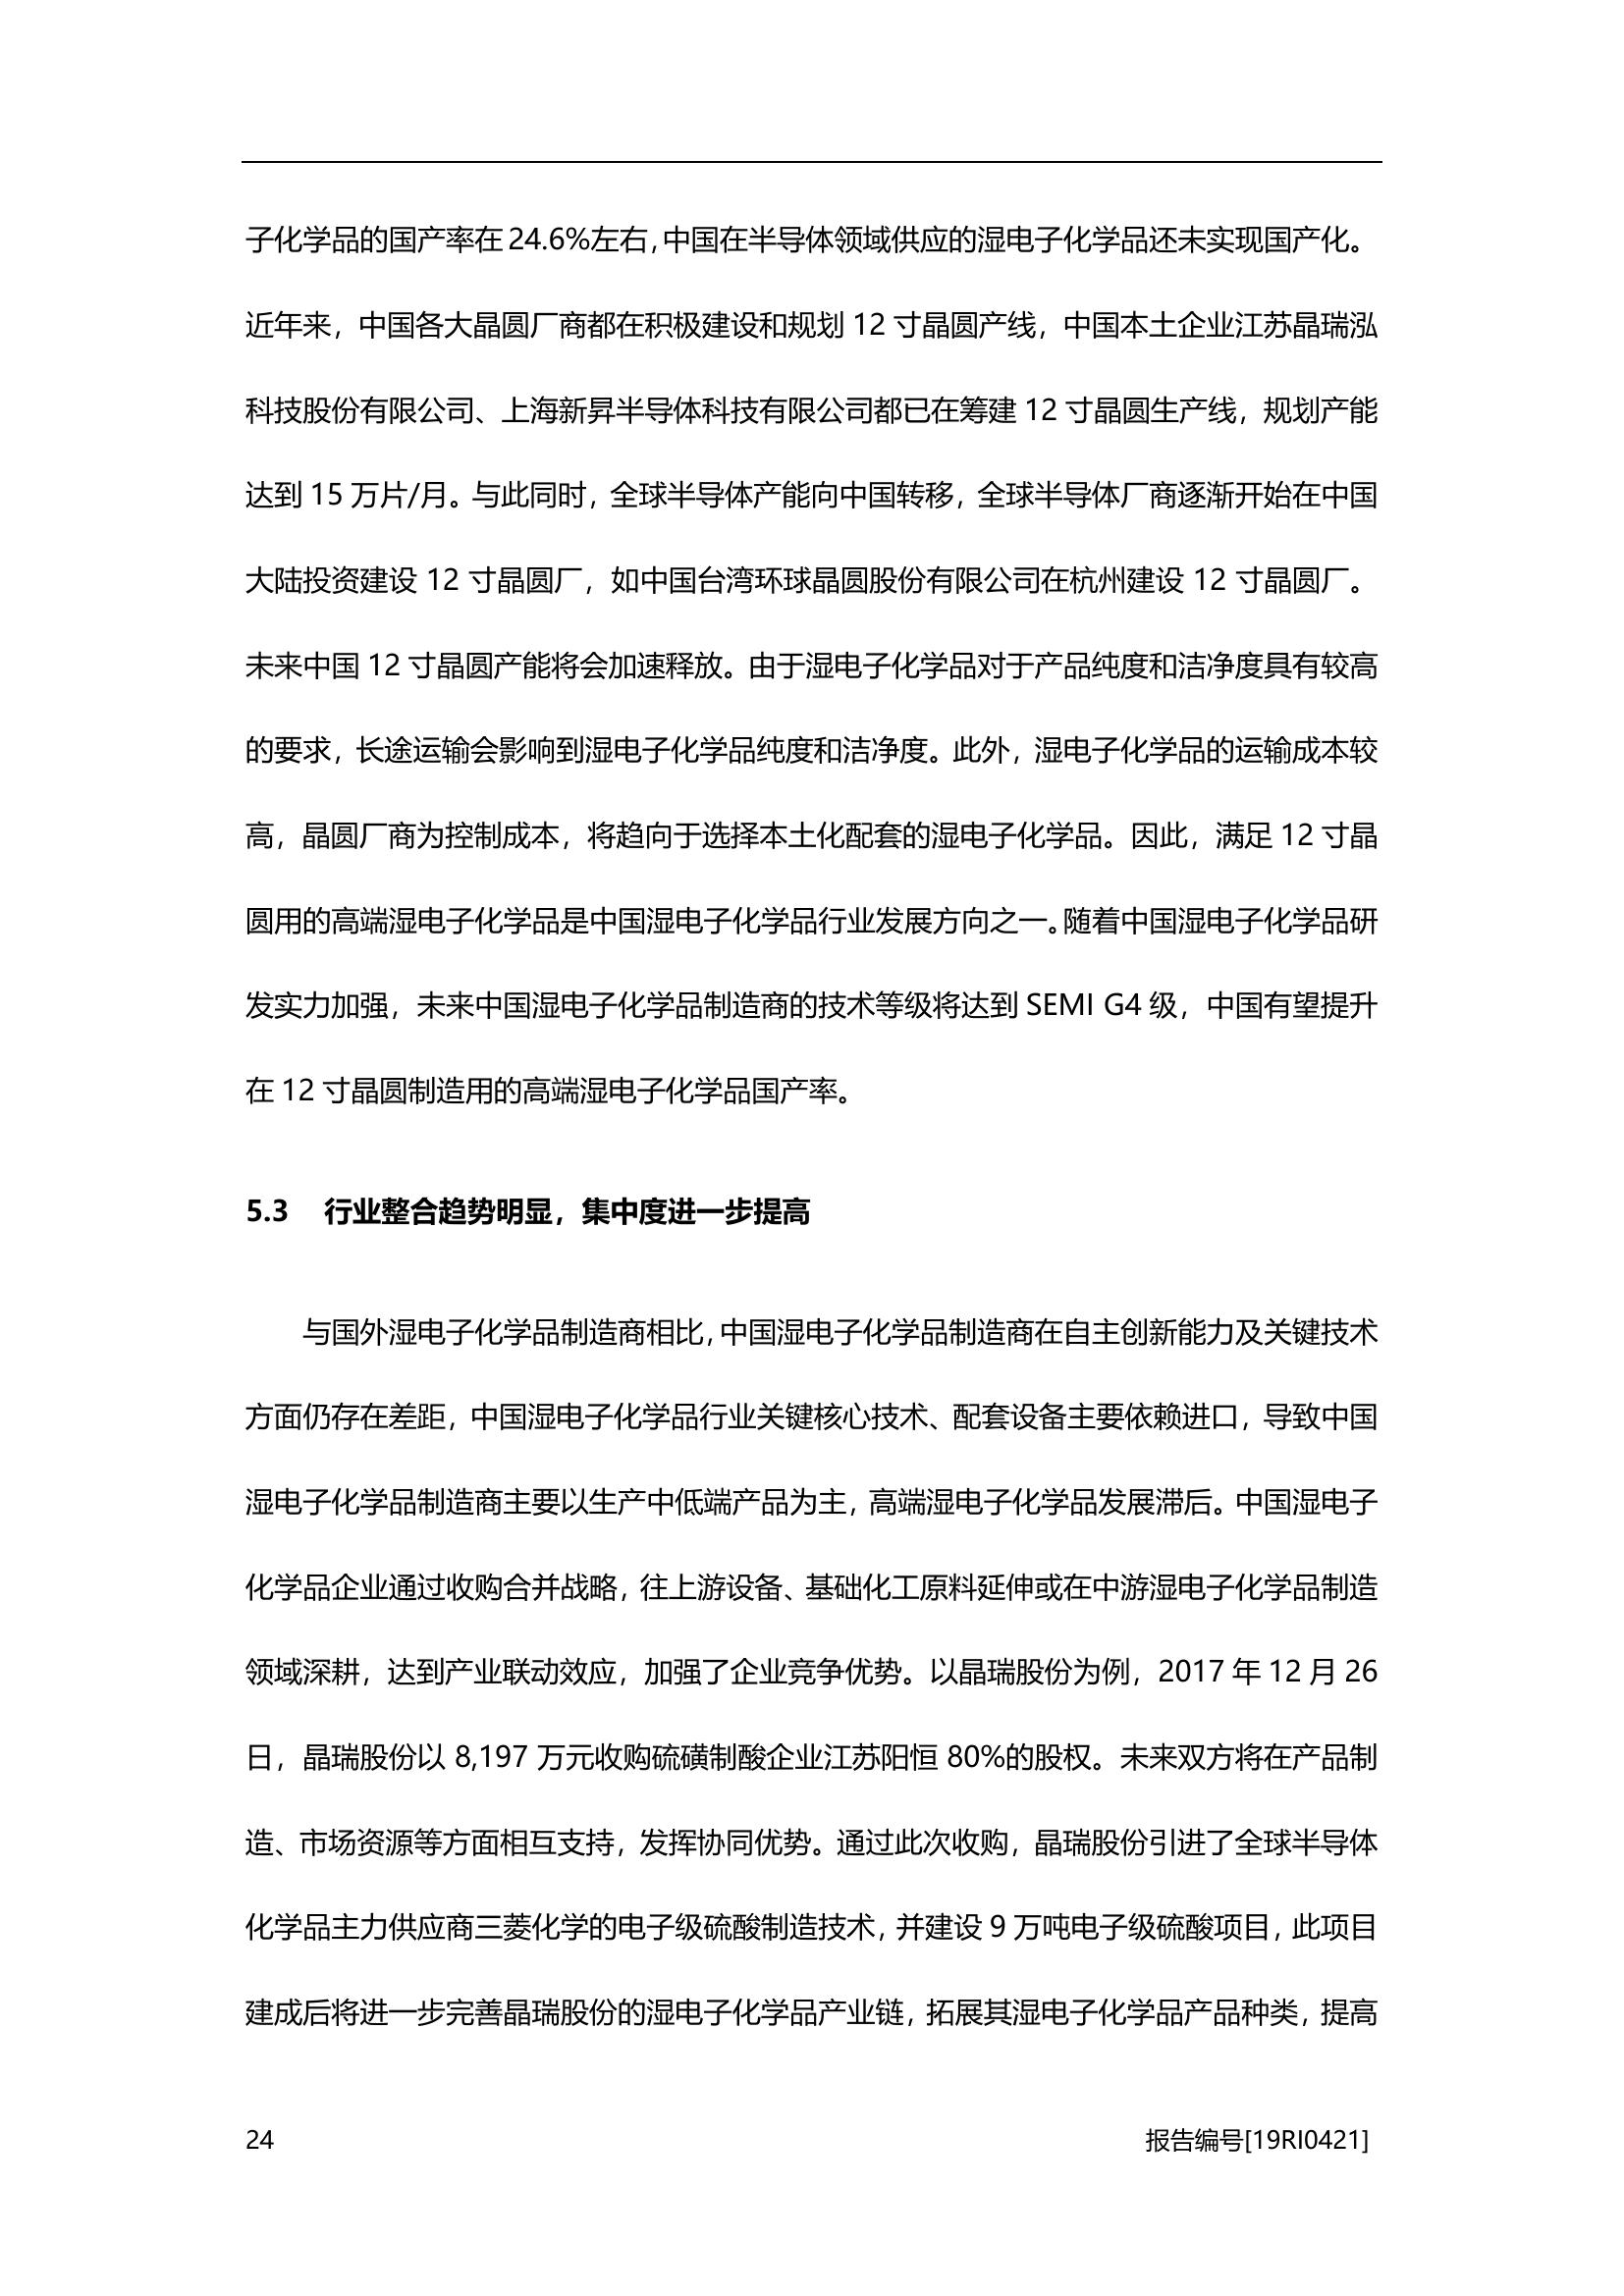 子化学品的国产率在 24.6%左右，中国在半导体领域供应的湿电子化学品还未实现国产化。
近年来，中国各大晶圆厂商都在积极建设和规划 12 寸晶圆产线，中国本土企业江苏晶瑞泓
科技股份有限公司、上海新昇半导体科技有限公司都已在筹建 12 寸晶圆生产线，规划产能
达到 15 万片/月。与此同时，全球半导体产能向中国转移，全球半导体厂商逐渐开始在中国
大陆投资建设 12 寸晶圆厂，如中国台湾环球晶圆股份有限公司在杭州建设 12 寸晶圆厂。
未来中国 12 寸晶圆产能将会加速释放。由于湿电子化学品对于产品纯度和洁净度具有较高
的要求，长途运输会影响到湿电子化学品纯度和洁净度。此外，湿电子化学品的运输成本较
高，晶圆厂商为控制成本，将趋向于选择本土化配套的湿电子化学品。因此，满足 12 寸晶
圆用的高端湿电子化学品是中国湿电子化学品行业发展方向之一。随着中国湿电子化学品研
发实力加强，未来中国湿电子化学品制造商的技术等级将达到 SEMI G4 级，中国有望提升
在 12 寸晶圆制造用的高端湿电子化学品国产率。
5.3 行业整合趋势明显，集中度进一步提高
与国外湿电子化学品制造商相比，中国湿电子化学品制造商在自主创新能力及关键技术
方面仍存在差距，中国湿电子化学品行业关键核心技术、配套设备主要依赖进口，导致中国
湿电子化学品制造商主要以生产中低端产品为主，高端湿电子化学品发展滞后。中国湿电子
化学品企业通过收购合并战略，往上游设备、基础化工原料延伸或在中游湿电子化学品制造
领域深耕，达到产业联动效应，加强了企业竞争优势。以晶瑞股份为例，2017 年 12 月 26
日，晶瑞股份以 8,197 万元收购硫磺制酸企业江苏阳恒 80%的股权。未来双方将在产品制
造、市场资源等方面相互支持，发挥协同优势。通过此次收购，晶瑞股份引进了全球半导体
化学品主力供应商三菱化学的电子级硫酸制造技术，并建设 9 万吨电子级硫酸项目，此项目
建成后将进一步完善晶瑞股份的湿电子化学品产业链，拓展其湿电子化学品产品种类，提高
24
报告编号[19RI0421]